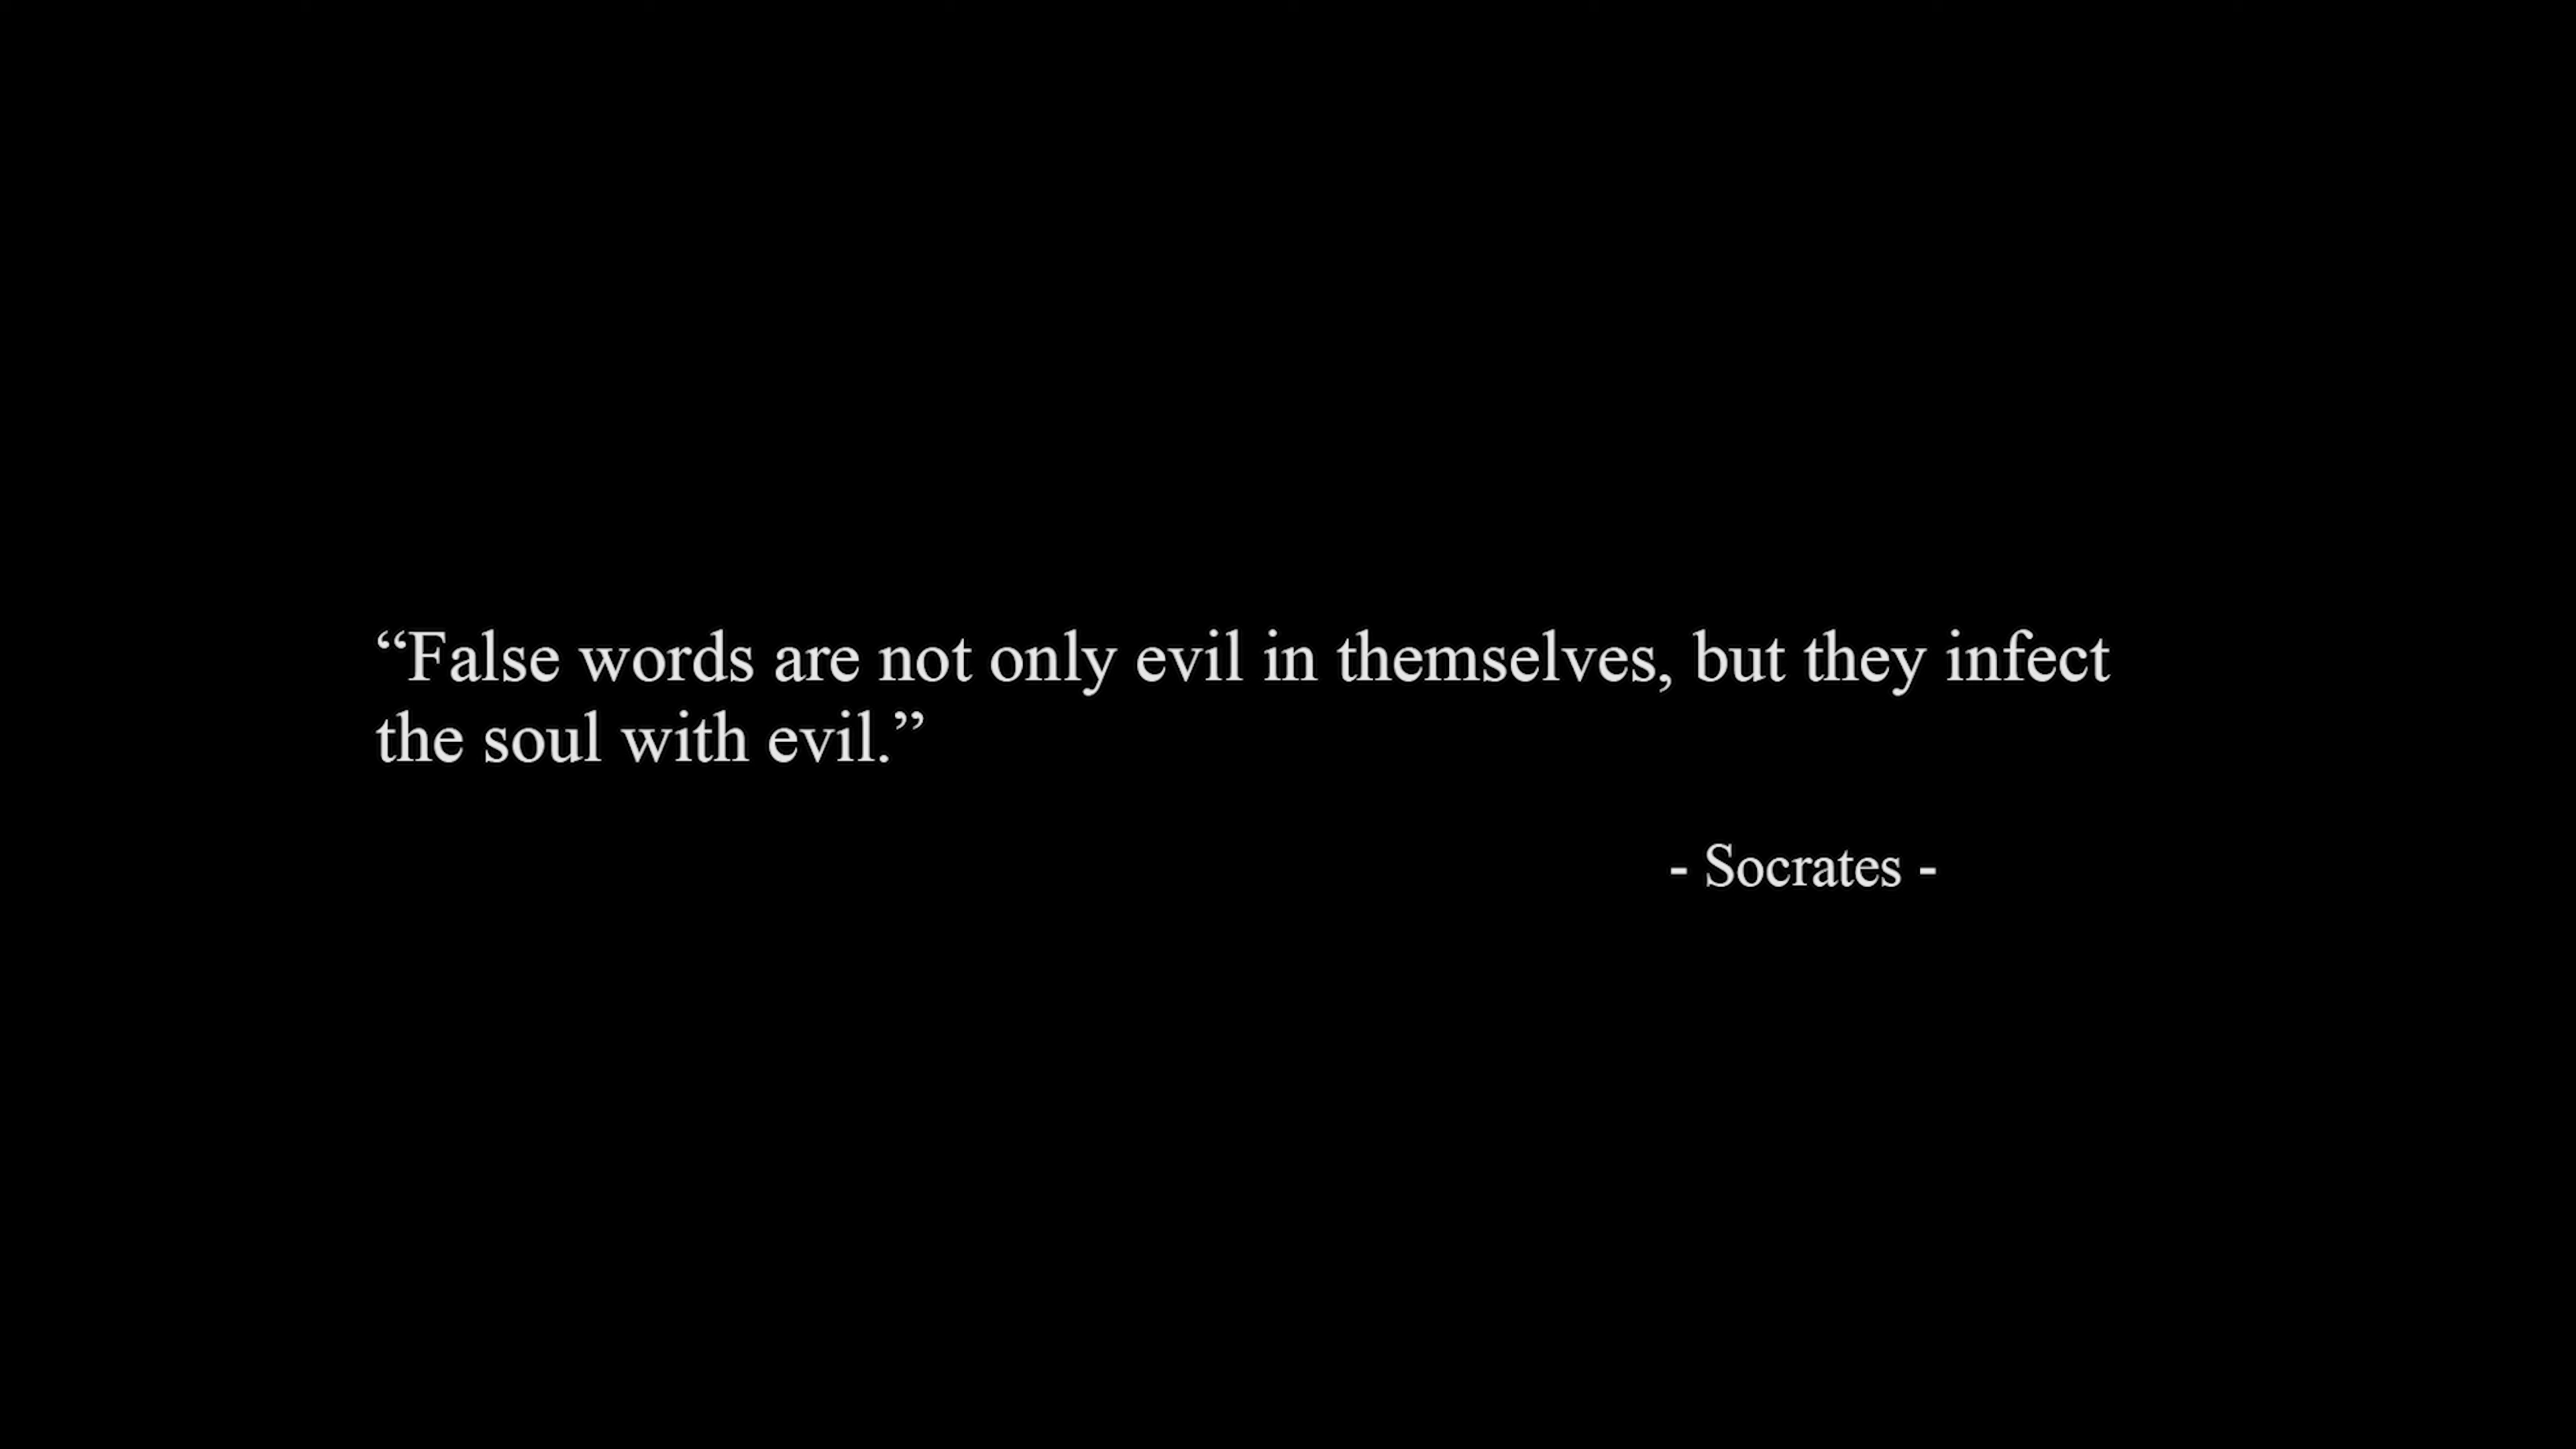 “False words are not only evil in themselves, but they infect
the soul with evil.”
- Socrates -